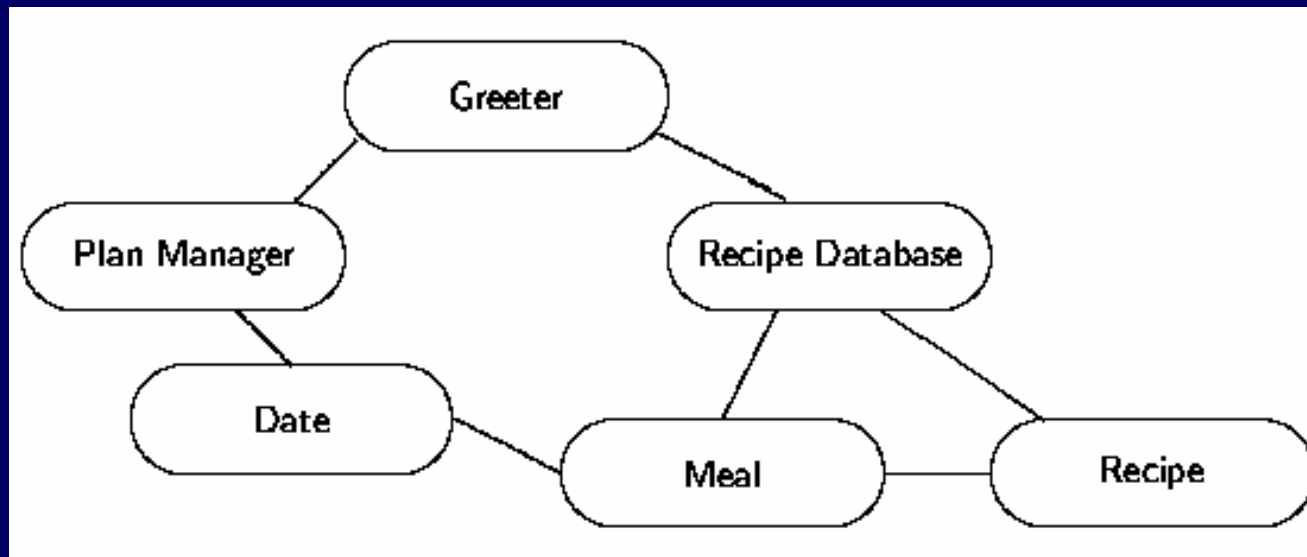 Greeter
Plan Manager
Recipe Database
Date
Meal
Recipe